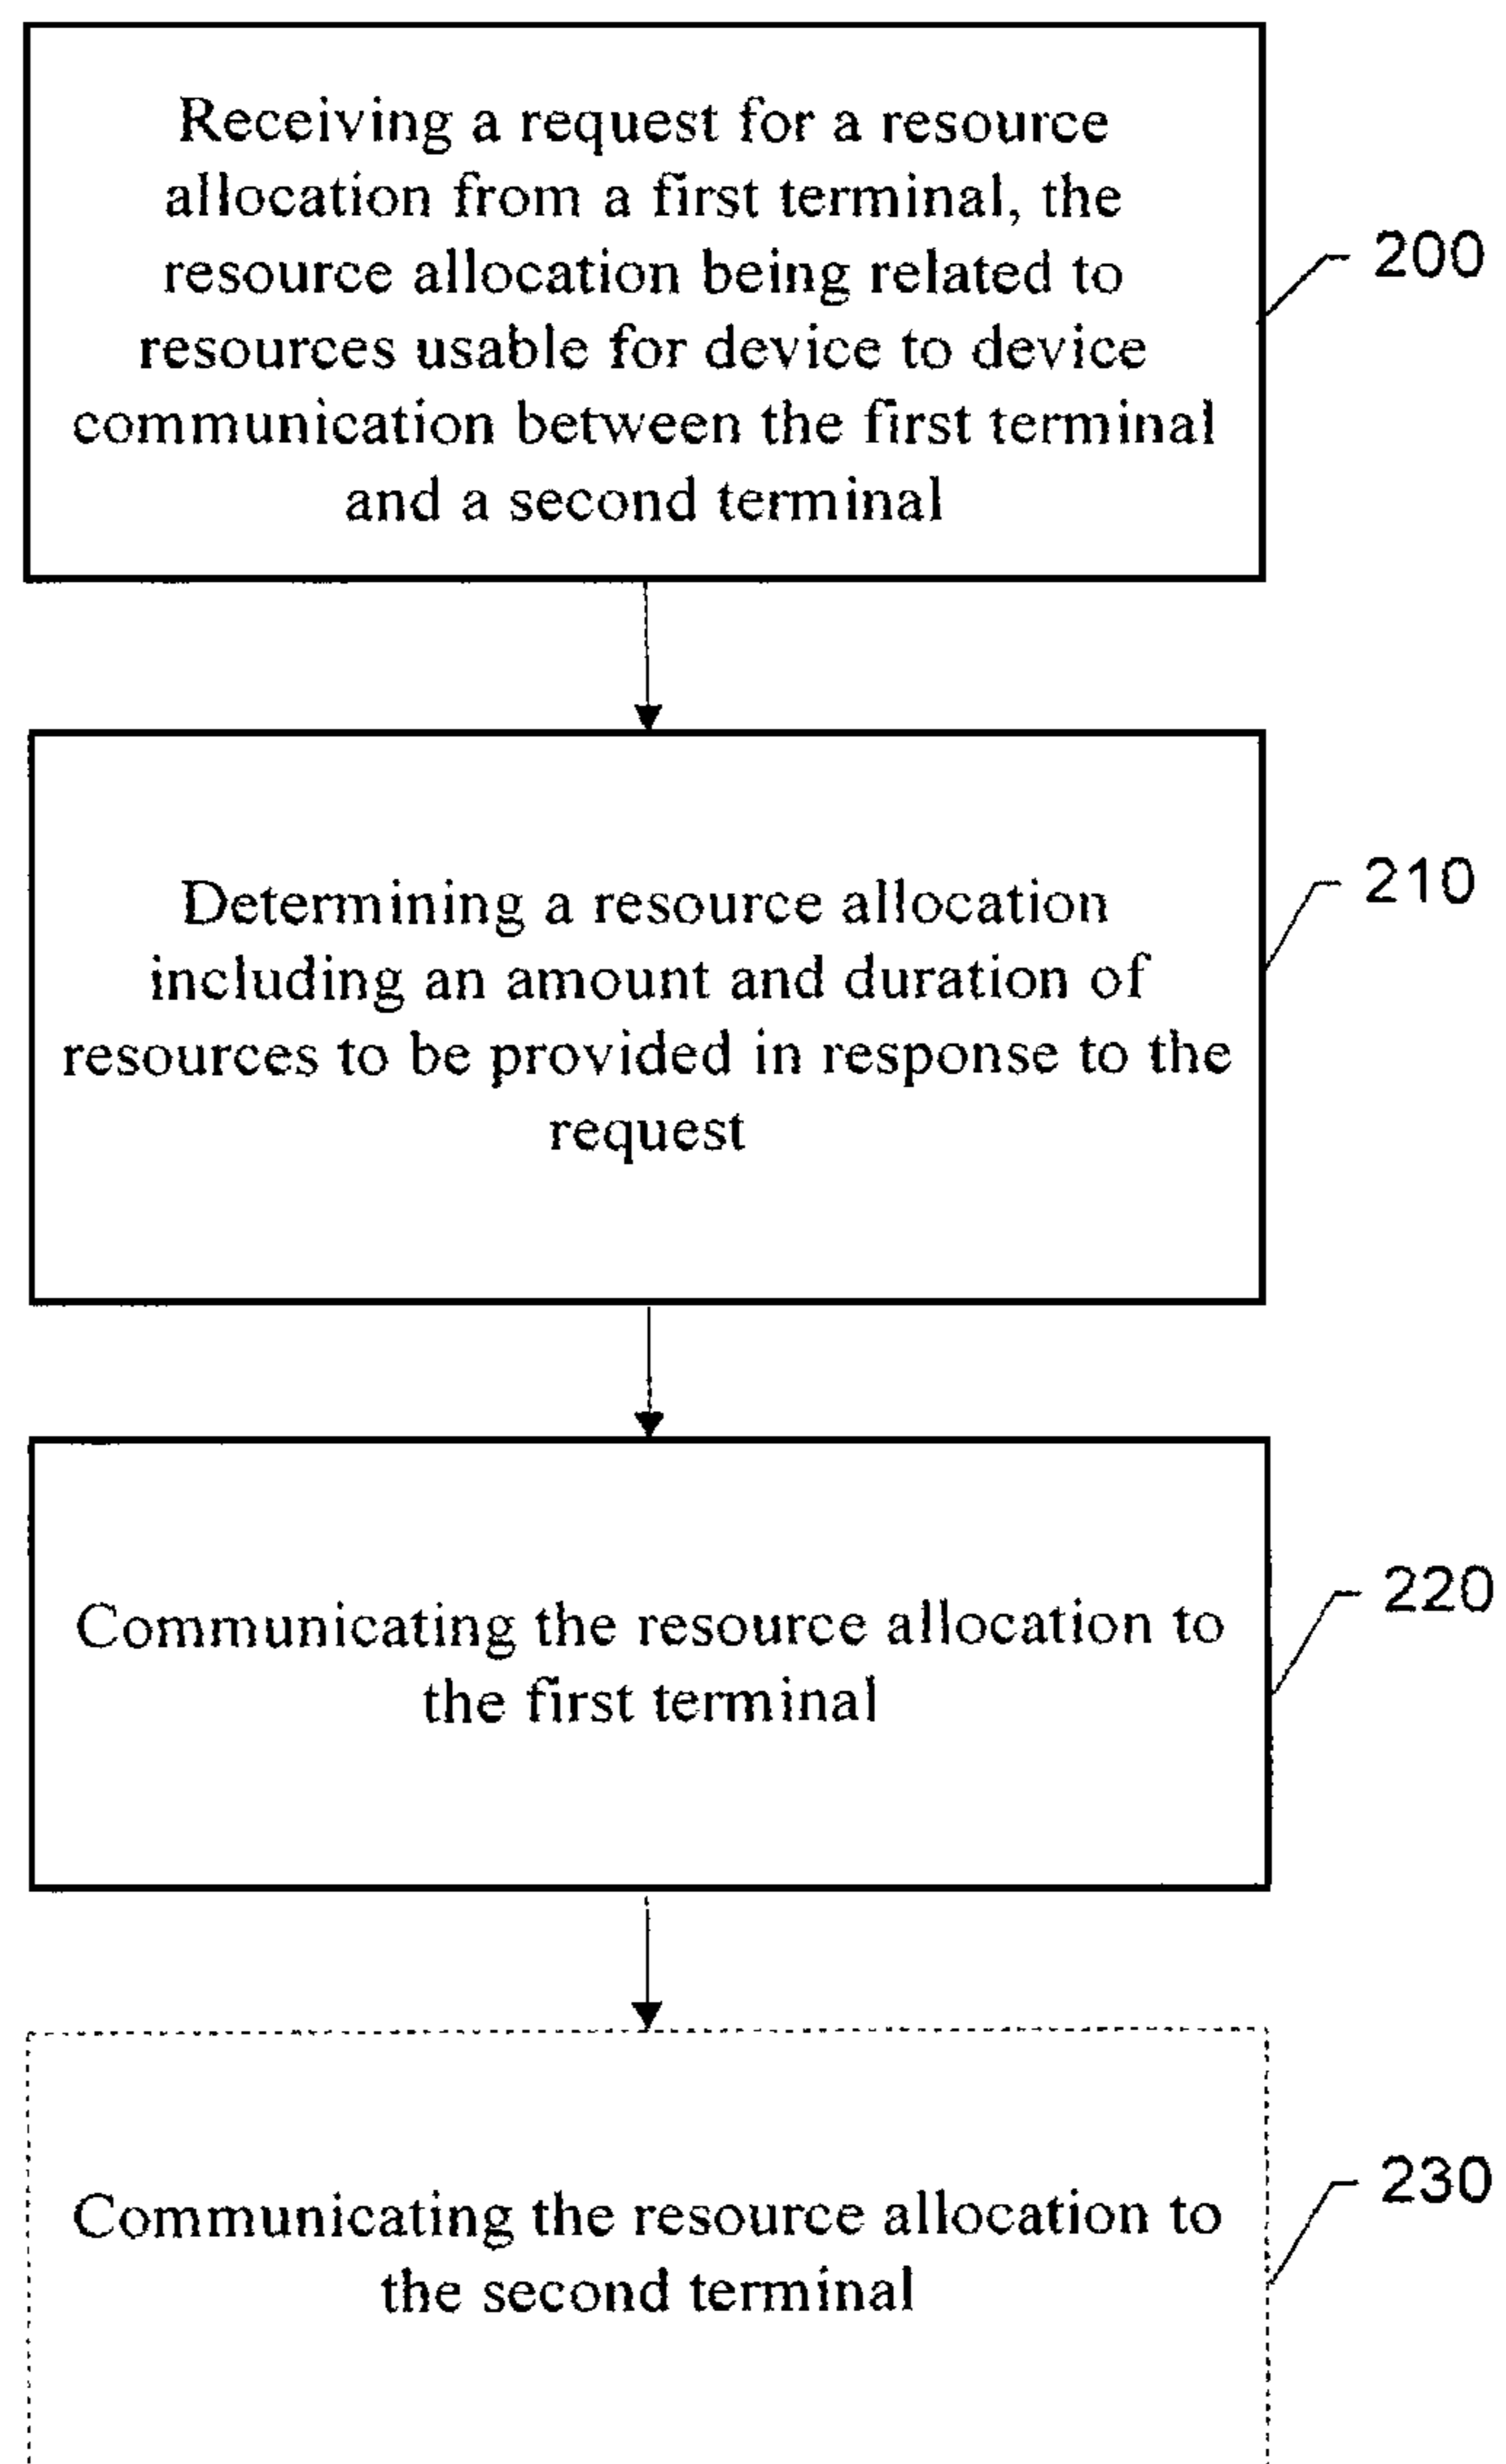 Receiving a request for a resource
allocation from a first terminal, the
resource allocation being related to
resources usable for device to device
communication between the first terminal
and a second terminal
200
Determining a resource allocation
including an amount and duration of
resources to be provided in response to the
request
210
Communicating the resource allocation to
the first terminal
220
Communicating the resource allocation to
the second terminal
230